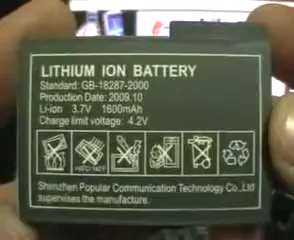 LITHIUM ION BATTERY
Standard: GB-18287-2000
Production Date: 2009.10
Li-ion 3.7V 1600mAh
Charge limit voltage: 4.2V
Shenzhen Popular Communication Technology Co.,Ltd
supervises the manufacture.